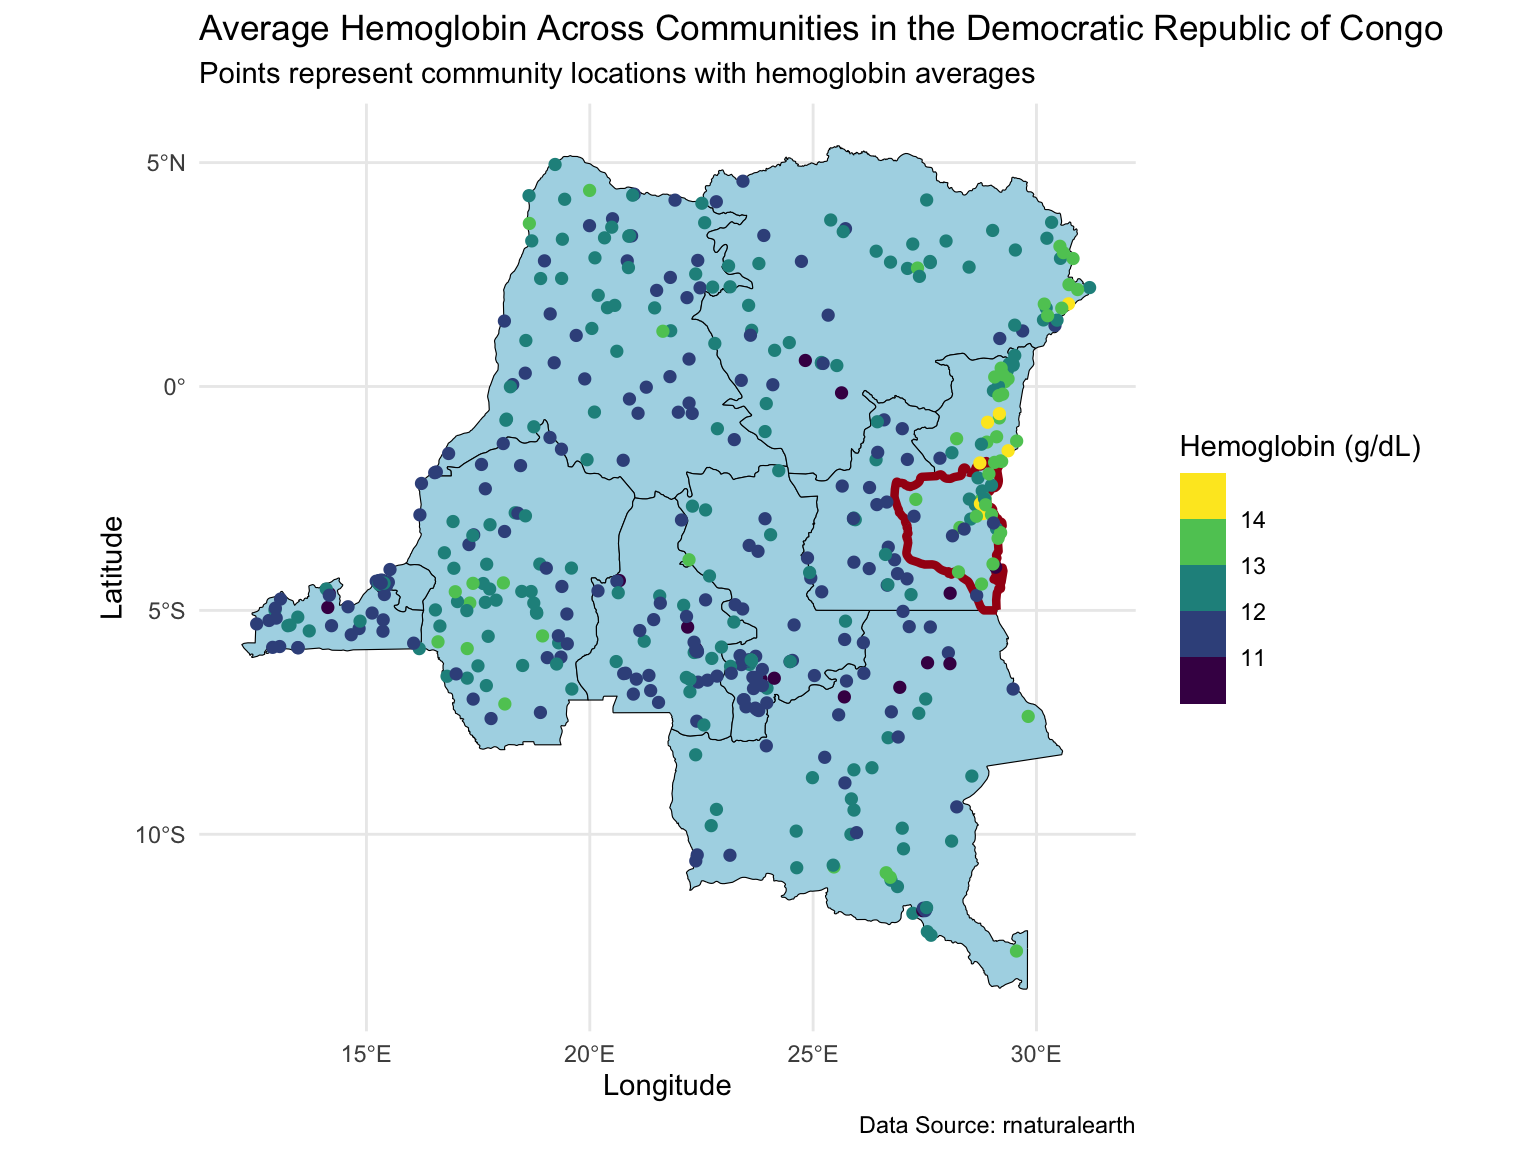 Average Hemoglobin Across Communities in the Democratic Republic of Congo
Points represent community locations with hemoglobin averages
5°N
0°
5°S
10°S
Latitude
15°E
20°E
25°E
30°E
Longitude
Hemoglobin (g/dL)
14
13
12
11
Data Source: rnaturalearth